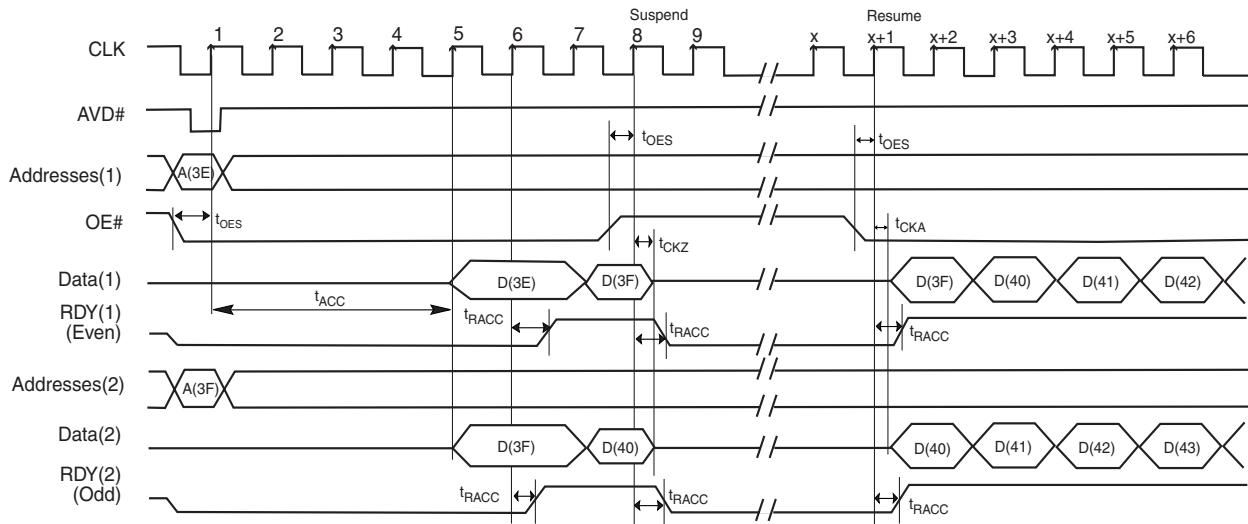 Suspend Resume
CLK 1 2 3 4 5 6 7 8 9 x x+1 x+2 x+3 x+4 x+5 x+6
AVD#
tOES tOES
Addresses(1) A(3E)
OE# tOES
tCKZ tCKA
Data(1) D(3E) D(3F) D(3F) D(40) D(41) D(42)
tACC
RDY(1) tRACC tRACC tRACC
(Even)
Addresses(2) A(3F)
Data(2) D(3F) D(40) D(40) D(41) D(42) D(43)
RDY(2) tRACC tRACC tRACC
(Odd)